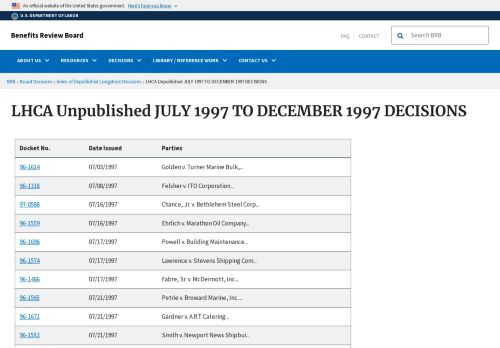 An official website of the United States government. Here's how you know
U.S. DEPARTMENT OF LABOR
Benefits Review Board
FAQ CONTACT
Search BRB
ABOUT US RESOURCES DECISIONS LIBRARY / REFERENCE WORK CONTACT US
BRB › Board Decisions › Index of Unpublished Longshore Decisions › LHCA Unpublished JULY 1997 TO DECEMBER 1997 DECISIONS
LHCA Unpublished JULY 1997 TO DECEMBER 1997 DECISIONS
Docket No. Date Issued Parties
96-1614 07/03/1997 Golden v. Turner Marine Bulk,...
96-1318 07/08/1997 Felsher v. ITO Corporation...
97-0588 07/16/1997 Chance, Jr. v. Bethlehem Steel Corp...
96-1559 07/16/1997 Ehrlich v. Marathon Oil Company...
96-1696 07/17/1997 Powell v. Building Maintenance...
96-1574 07/17/1997 Lawrence v. Stevens Shipping Com...
96-1466 07/17/1997 Fabre, Sr. v. McDermott, Inc....
96-1565 07/21/1997 Petrie v. Broward Marine, Inc....
96-1671 07/21/1997 Gardner v. A.R.T. Catering...
96-1552 07/21/1997 Smith v. Newport News Shipbui...